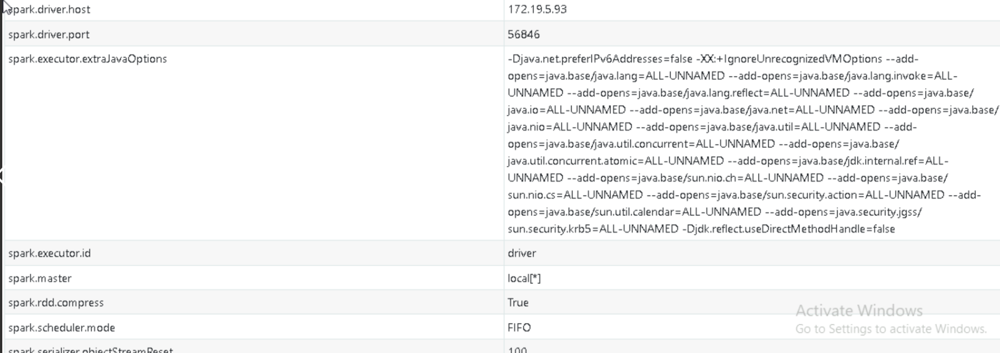 spark.driver.host 172.19.5.93
spark.driver.port 56846
spark.executor.extraJavaOptions -Djava.net.preferIPv6Addresses=false -XX:+IgnoreUnrecognizedVMOptions --add-
opens=java.base/java.lang=ALL-UNNAMED --add-opens=java.base/java.lang.invoke=ALL-
UNNAMED --add-opens=java.base/java.lang.reflect=ALL-UNNAMED --add-opens=java.base/
java.io=ALL-UNNAMED --add-opens=java.base/java.net=ALL-UNNAMED --add-opens=java.base/
java.nio=ALL-UNNAMED --add-opens=java.base/java.util=ALL-UNNAMED --add-
opens=java.base/java.util.concurrent=ALL-UNNAMED --add-opens=java.base/
java.util.concurrent.atomic=ALL-UNNAMED --add-opens=java.base/jdk.internal.ref=ALL-
UNNAMED --add-opens=java.base/sun.nio.ch=ALL-UNNAMED --add-opens=java.base/
sun.nio.cs=ALL-UNNAMED --add-opens=java.base/sun.security.action=ALL-UNNAMED --add-
opens=java.base/sun.util.calendar=ALL-UNNAMED --add-opens=java.security.jgss/
sun.security.krb5=ALL-UNNAMED -Djdk.reflect.useDirectMethodHandle=false
spark.executor.id driver
spark.master local[*]
spark.rdd.compress True
spark.scheduler.mode FIFO
Activate Windows
Go to Settings to activate Windows.
spark.serializer.objectStreamReset 100